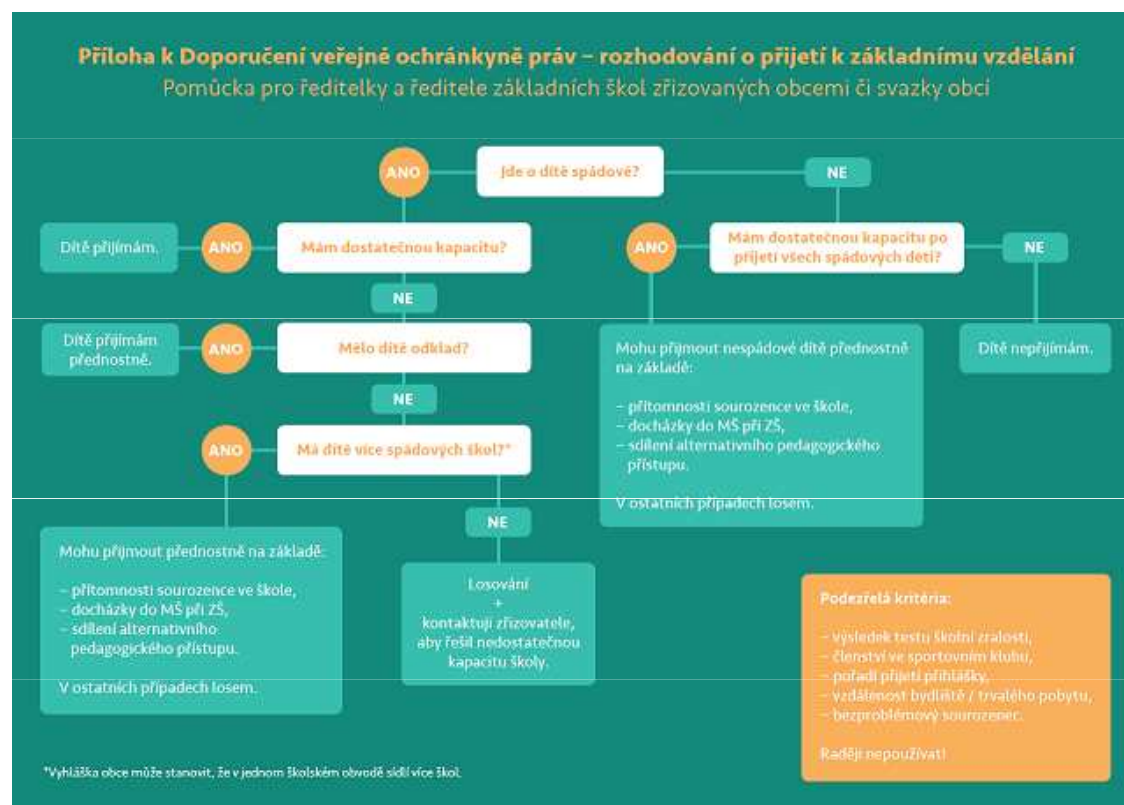 Příloha k Doporučení veřejné ochránkyně práv – rozhodování o přijetí k základnímu vzdělání
Pomůcka pro ředitelky a ředitele základních škol zřizovaných obcemi či svazky obcí
ANO
Jde o dítě spádové?
NE
Dítě přijímám.
ANO
Mám dostatečnou kapacitu?
ANO
Mám dostatečnou kapacitu po
přijetí všech spádových dětí?
NE
NE
Dítě přijímám
přednostně.
ANO
Mělo dítě odklad?
Mohu přijmout nespádové dítě přednostně
na základě:
– přítomnosti sourozence ve škole,
– docházky do MŠ při ZŠ,
– sdílení alternativního pedagogického
přístupu.
V ostatních případech losem.
Dítě nepřijímám.
NE
ANO
Má dítě více spádových škol?*
NE
Mohu přijmout přednostně na základě:
– přítomnosti sourozence ve škole,
– docházky do MŠ při ZŠ,
– sdílení alternativního
pedagogického přístupu.
V ostatních případech losem.
Losování
+
kontaktuji zřizovatele,
aby řešil nedostatečnou
kapacitu školy.
Podezřelá kritéria:
– výsledek testu školní zralosti,
– členství ve sportovním klubu,
– pořadí přijetí přihlášky,
– vzdálenost bydliště / trvalého pobytu,
– bezproblémový sourozenec.
Raději nepoužívat!
*Vyhláška obce může stanovit, že v jednom školském obvodě sídlí více škol.